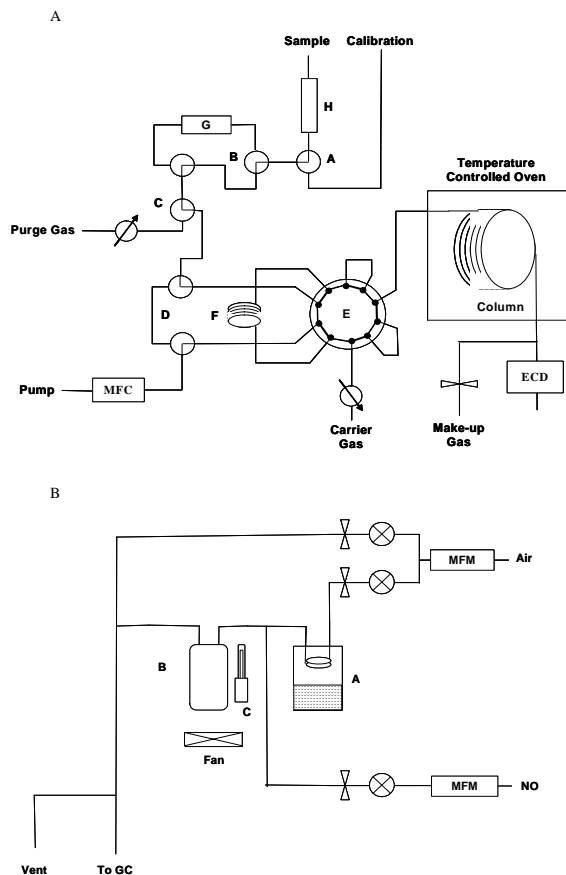 A
Sample Calibration
H
G
B
A
Temperature
Controlled Oven
C
Purge Gas
D
F
E
Column
Pump
MFC
ECD
Carrier
Gas
Make-up
Gas
B
MFM
Air
B
A
C
Fan
MFM
NO
Vent
To GC